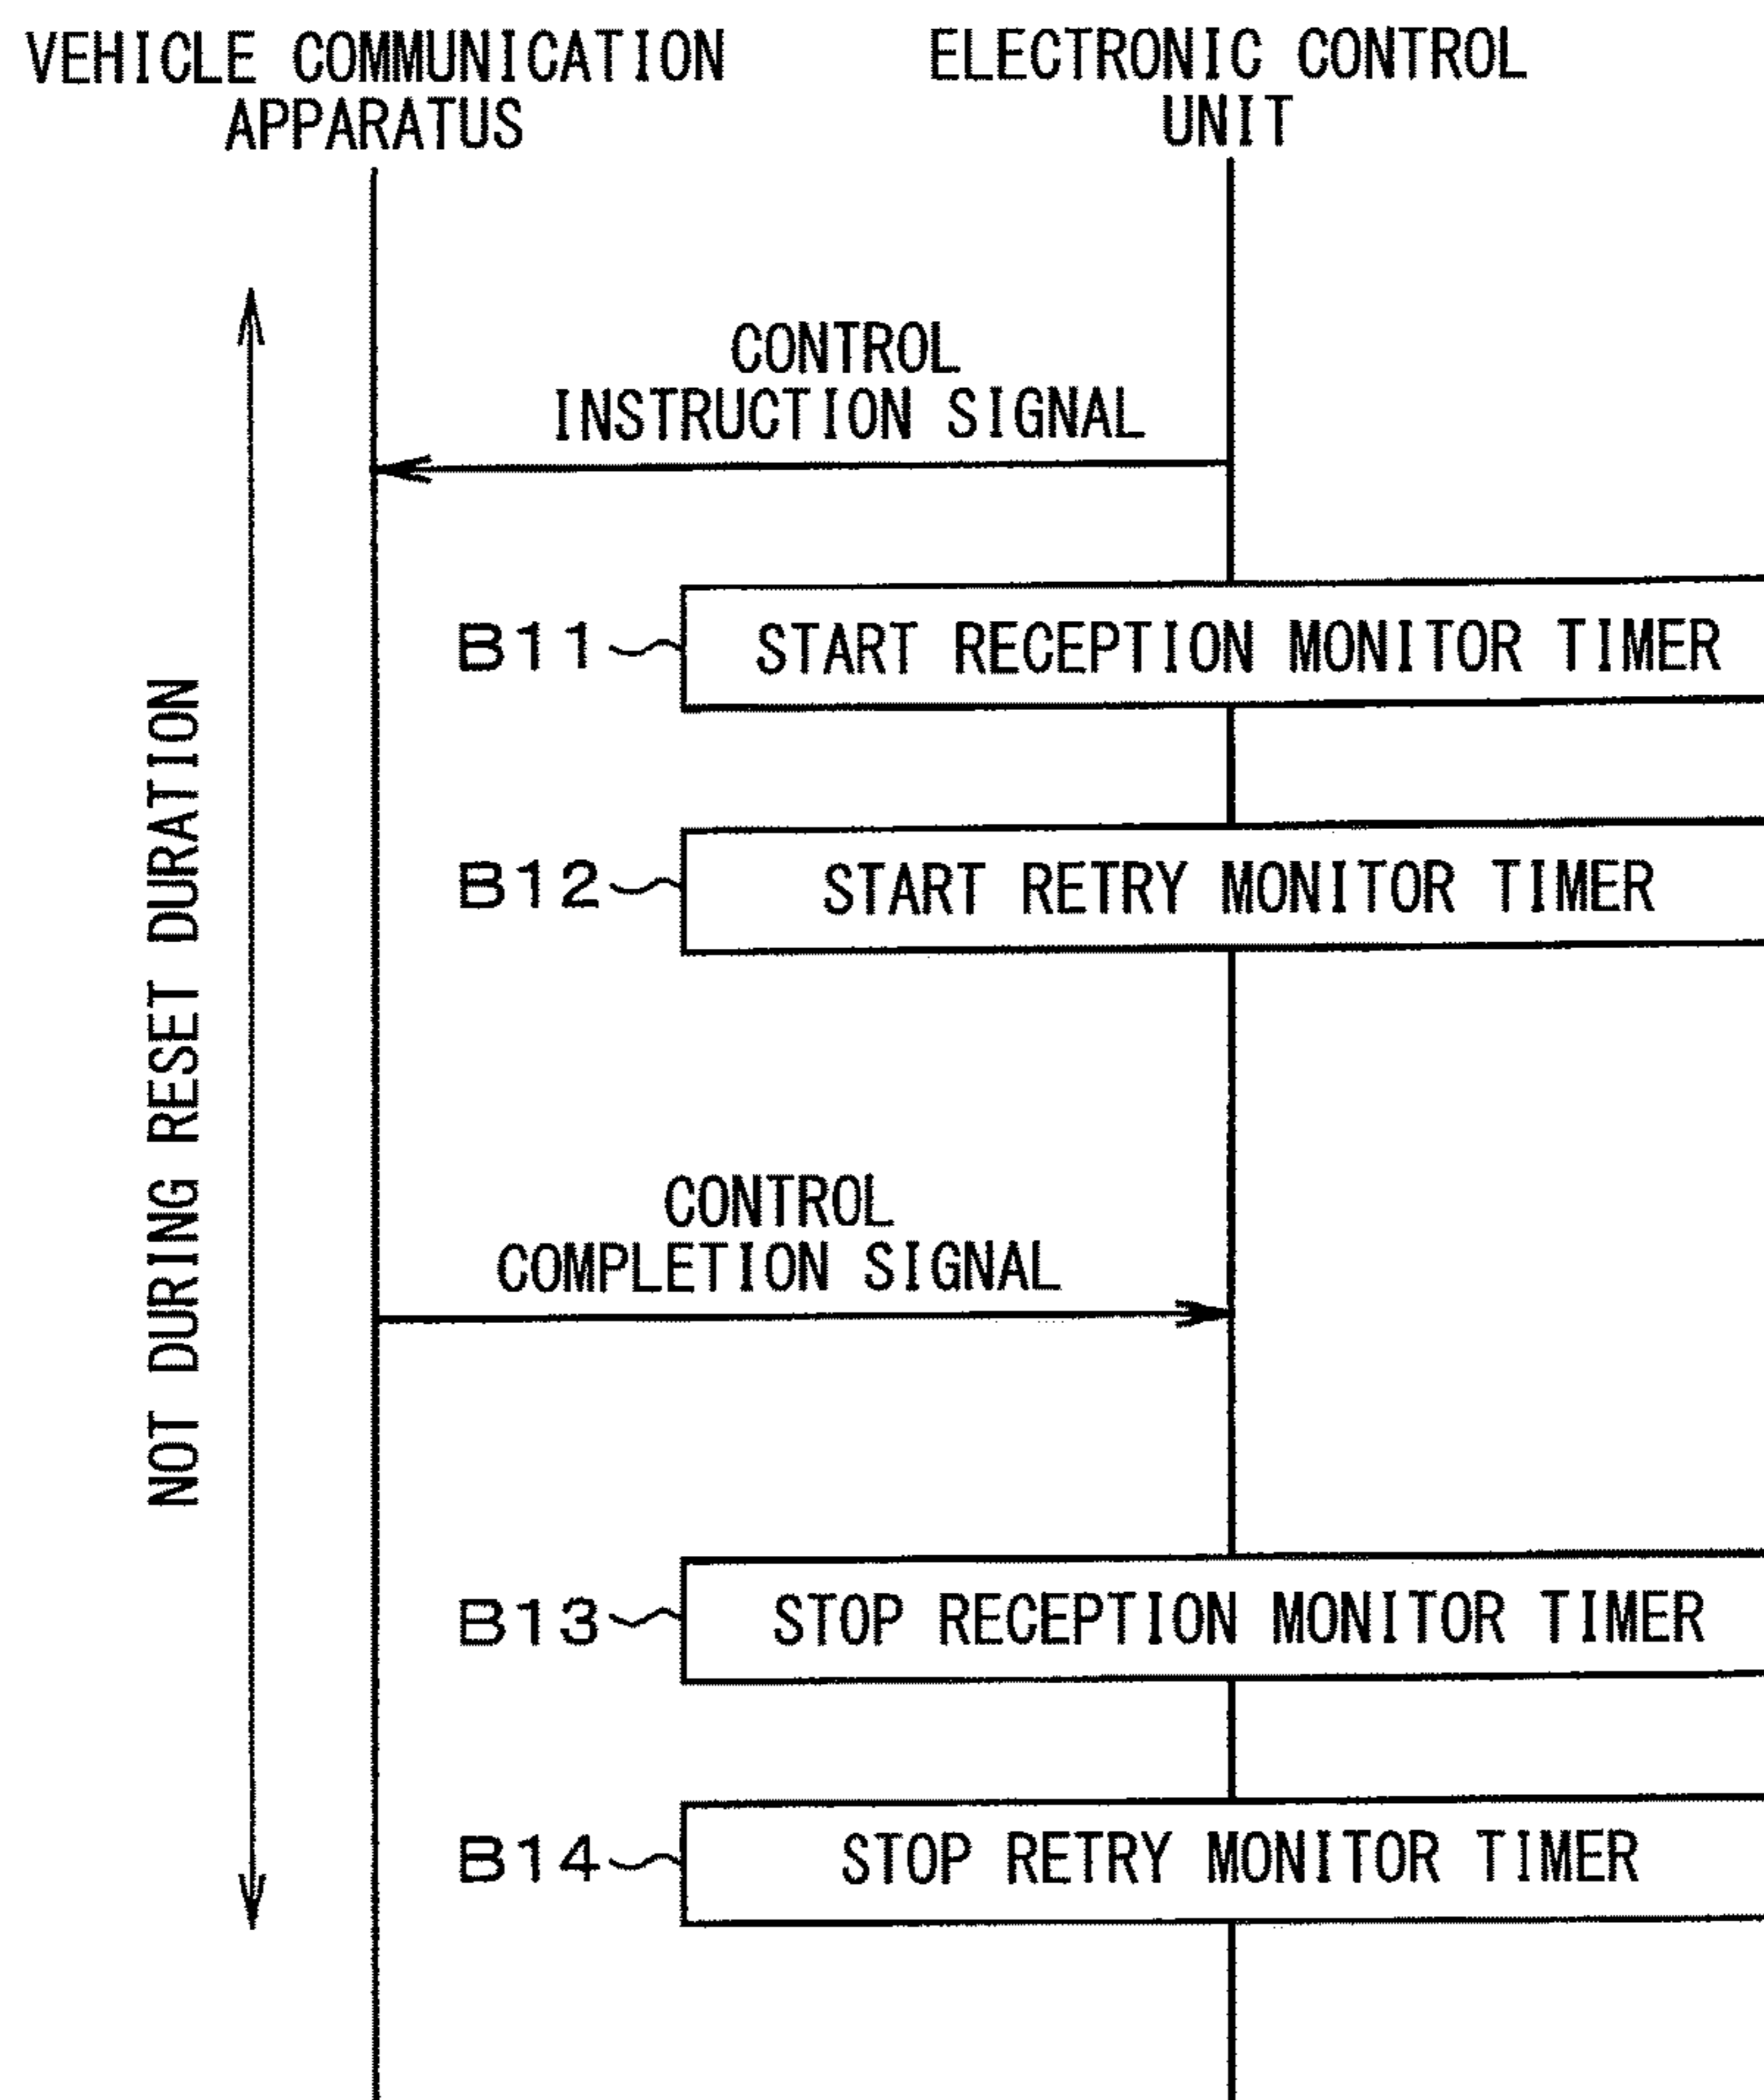 VEHICLE COMMUNICATION
APPARATUS
ELECTRONIC CONTROL
UNIT
CONTROL
INSTRUCTION SIGNAL
B11
START RECEPTION MONITOR TIMER
B12
START RETRY MONITOR TIMER
NOT DURING RESET DURATION
CONTROL
COMPLETION SIGNAL
B13
STOP RECEPTION MONITOR TIMER
B14
STOP RETRY MONITOR TIMER